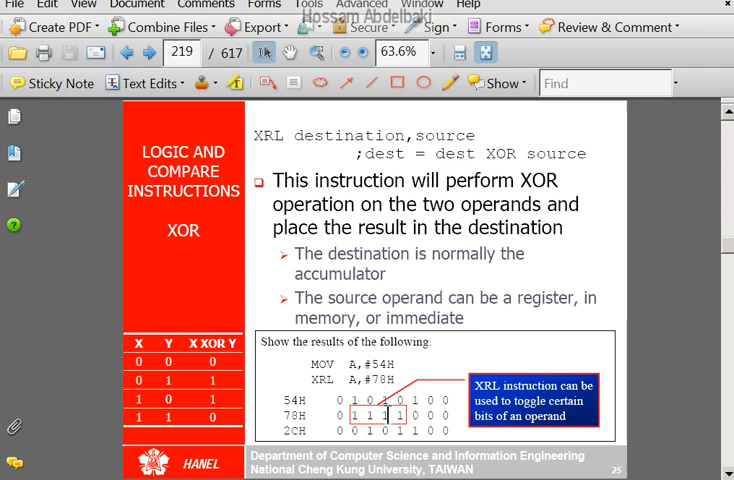 File Edit View Document Comments Forms Tools Advanced Window Help
Hossam Abdelbaki
Create PDF Combine Files Export Secure Sign Forms Review & Comment
219 / 617 63.6%
Sticky Note Text Edits Show Find
LOGIC AND
COMPARE
INSTRUCTIONS
XOR
X Y X XOR Y
0 0 0
0 1 1
1 0 1
1 1 0
XRL destination,source
;dest = dest XOR source
This instruction will perform XOR
operation on the two operands and
place the result in the destination
The destination is normally the
accumulator
The source operand can be a register, in
memory, or immediate
Show the results of the following.
MOV A,#54H
XRL A,#78H
54H 0 1 0 1 0 1 0 0
78H 0 1 1 1 1 0 0 0
2CH 0 0 1 0 1 1 0 0
XRL instruction can be
used to toggle certain
bits of an operand
HANEL
Department of Computer Science and Information Engineering
National Cheng Kung University, TAIWAN
25